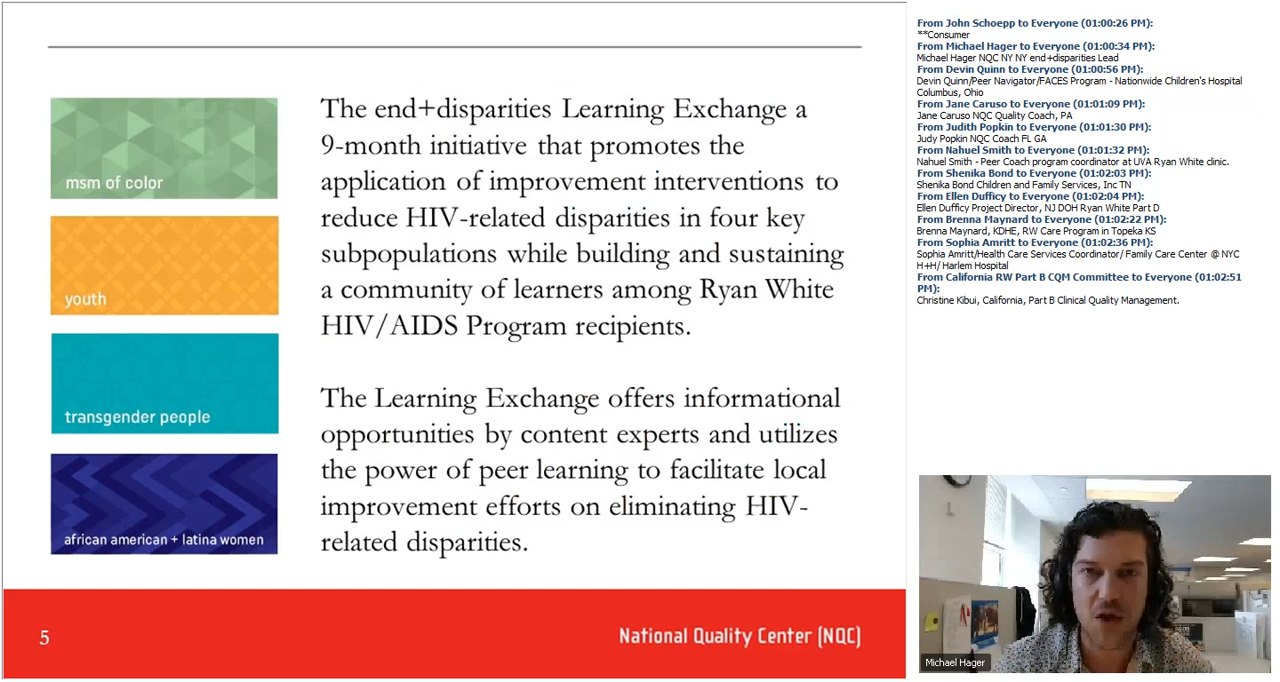 msm of color
youth
transgender people
african american + latina women
The end+disparities Learning Exchange a
9-month initiative that promotes the
application of improvement interventions to
reduce HIV-related disparities in four key
subpopulations while building and sustaining
a community of learners among Ryan White
HIV/AIDS Program recipients.
The Learning Exchange offers informational
opportunities by content experts and utilizes
the power of peer learning to facilitate local
improvement efforts on eliminating HIV-
related disparities.
5
National Quality Center (NQC)
From John Schoepp to Everyone (01:00:26 PM):
**Consumer
From Michael Hager to Everyone (01:00:34 PM):
Michael Hager NQC NY NY end+disparities Lead
From Devin Quinn to Everyone (01:00:56 PM):
Devin Quinn/Peer Navigator/FACES Program - Nationwide Children's Hospital
Columbus, Ohio
From Jane Caruso to Everyone (01:01:09 PM):
Jane Caruso NQC Quality Coach, PA
From Judith Popkin to Everyone (01:01:30 PM):
Judy Popkin NQC Coach FL GA
From Nahuel Smith to Everyone (01:01:32 PM):
Nahuel Smith - Peer Coach program coordinator at UVA Ryan White clinic.
From Shenika Bond to Everyone (01:02:03 PM):
Shenika Bond Children and Family Services, Inc TN
From Ellen Dufficy to Everyone (01:02:04 PM):
Ellen Dufficy Project Director, NJ DOH Ryan White Part D
From Brenna Maynard to Everyone (01:02:22 PM):
Brenna Maynard, KDHE, RW Care Program in Topeka KS
From Sophia Amritt to Everyone (01:02:36 PM):
Sophia Amritt/Health Care Services Coordinator/ Family Care Center @ NYC
H+H/ Harlem Hospital
From California RW Part B CQM Committee to Everyone (01:02:51
PM):
Christine Kibui, California, Part B Clinical Quality Management.
Michael Hager